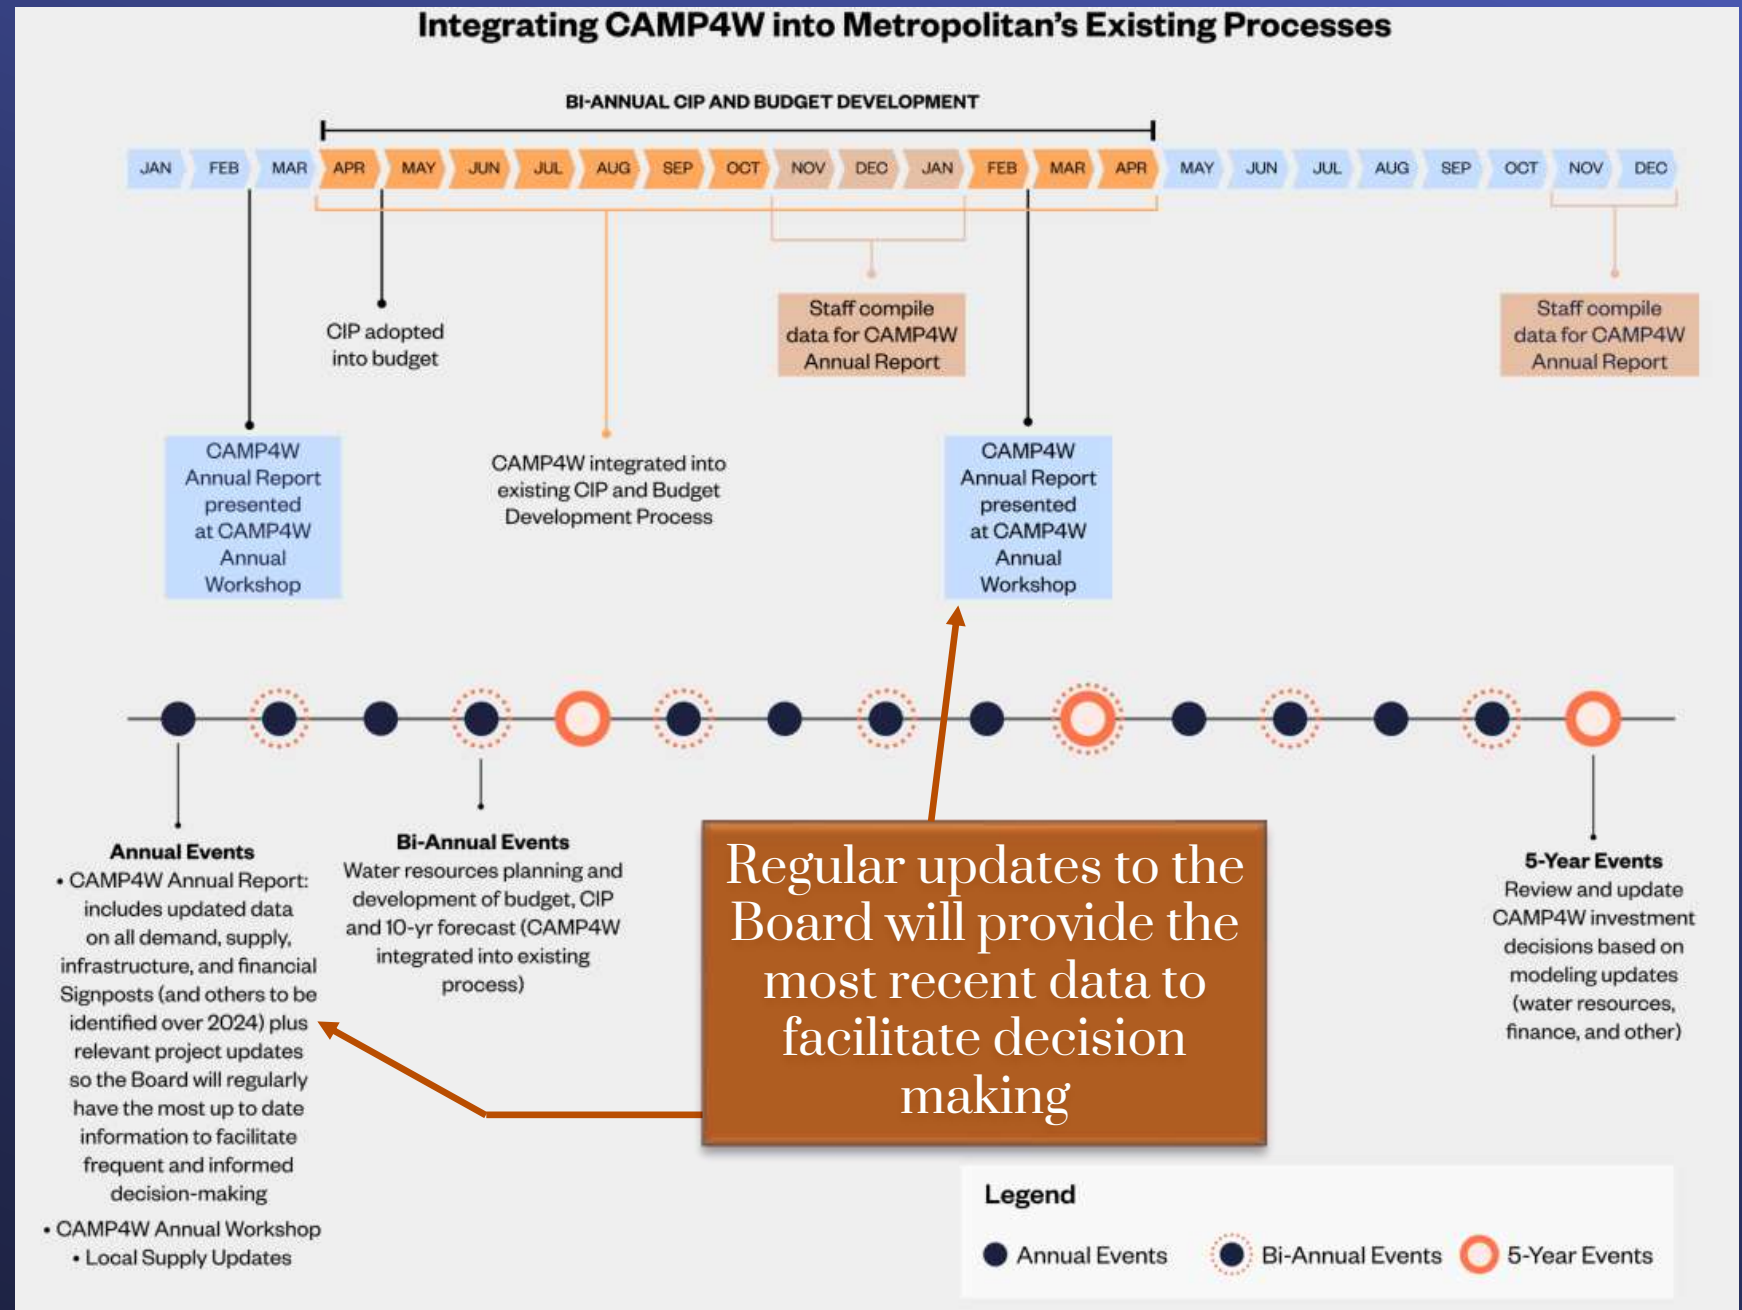 Integrating CAMP4W into Metropolitan's Existing Processes
BI-ANNUAL CIP AND BUDGET DEVELOPMENT
JAN FEB MAR APR MAY JUN JUL AUG SEP OCT NOV DEC JAN FEB MAR APR MAY JUN JUL AUG SEP OCT NOV DEC
CIP adopted
into budget
Staff compile
data for CAMP4W
Annual Report
Staff compile
data for CAMP4W
Annual Report
CAMP4W
Annual Report
presented
at CAMP4W
Annual
Workshop
CAMP4W integrated into
existing CIP and Budget
Development Process
CAMP4W
Annual Report
presented
at CAMP4W
Annual
Workshop
Annual Events
• CAMP4W Annual Report:
includes updated data
on all demand, supply,
infrastructure, and financial
Signposts (and others to be
identified over 2024) plus
relevant project updates
so the Board will regularly
have the most up to date
information to facilitate
frequent and informed
decision-making
• CAMP4W Annual Workshop
• Local Supply Updates
Bi-Annual Events
Water resources planning and
development of budget, CIP
and 10-yr forecast (CAMP4W
integrated into existing
process)
Regular updates to the
Board will provide the
most recent data to
facilitate decision
making
5-Year Events
Review and update
CAMP4W investment
decisions based on
modeling updates
(water resources,
finance, and other)
Legend
Annual Events
Bi-Annual Events
5-Year Events